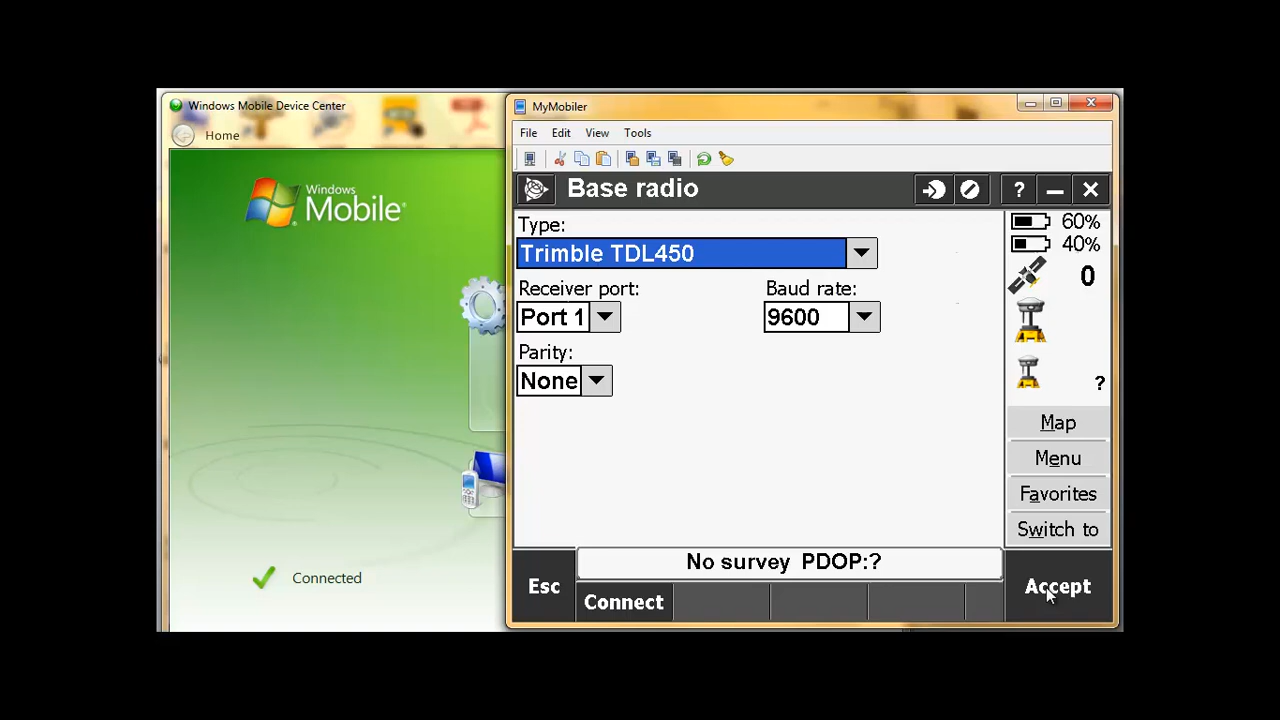 Windows Mobile Device Center
Home
Windows
Mobile
Connected
MyMobiler
File Edit View Tools
Base radio
?
Type:
Trimble TDL450
Receiver port: Baud rate:
Port 1 9600
Parity:
None
60%
40%
0
?
Map
Menu
Favorites
Switch to
No survey PDOP:?
Esc
Connect
Accept